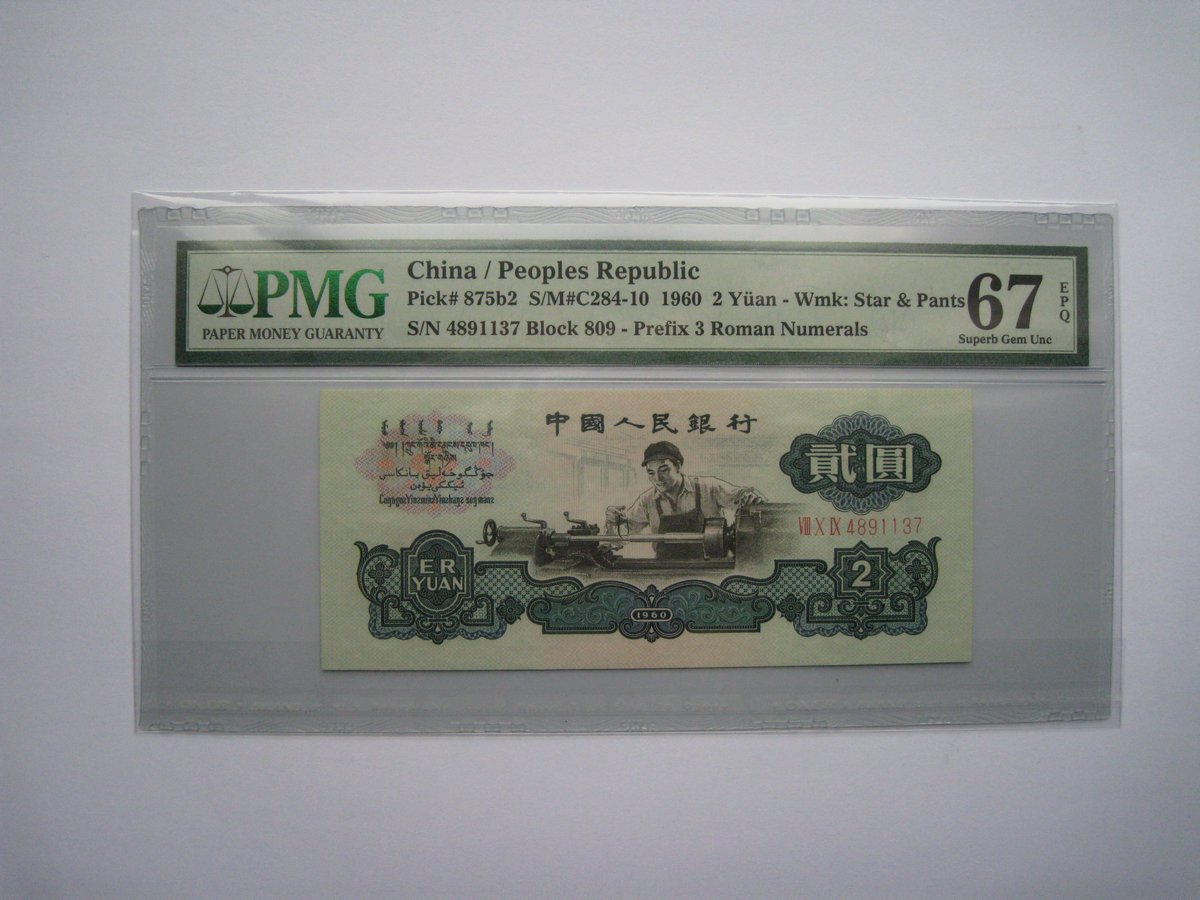 PMG
PAPER MONEY GUARANTY
China / Peoples Republic
Pick# 875b2 S/M#C284-10 1960 2 Yüan - Wmk: Star & Pants
S/N 4891137 Block 809 - Prefix 3 Roman Numerals
67
EPQ
Superb Gem Unc
中國人民銀行
貳圓
VIII X IX 4891137
ER
YUAN
1960
2